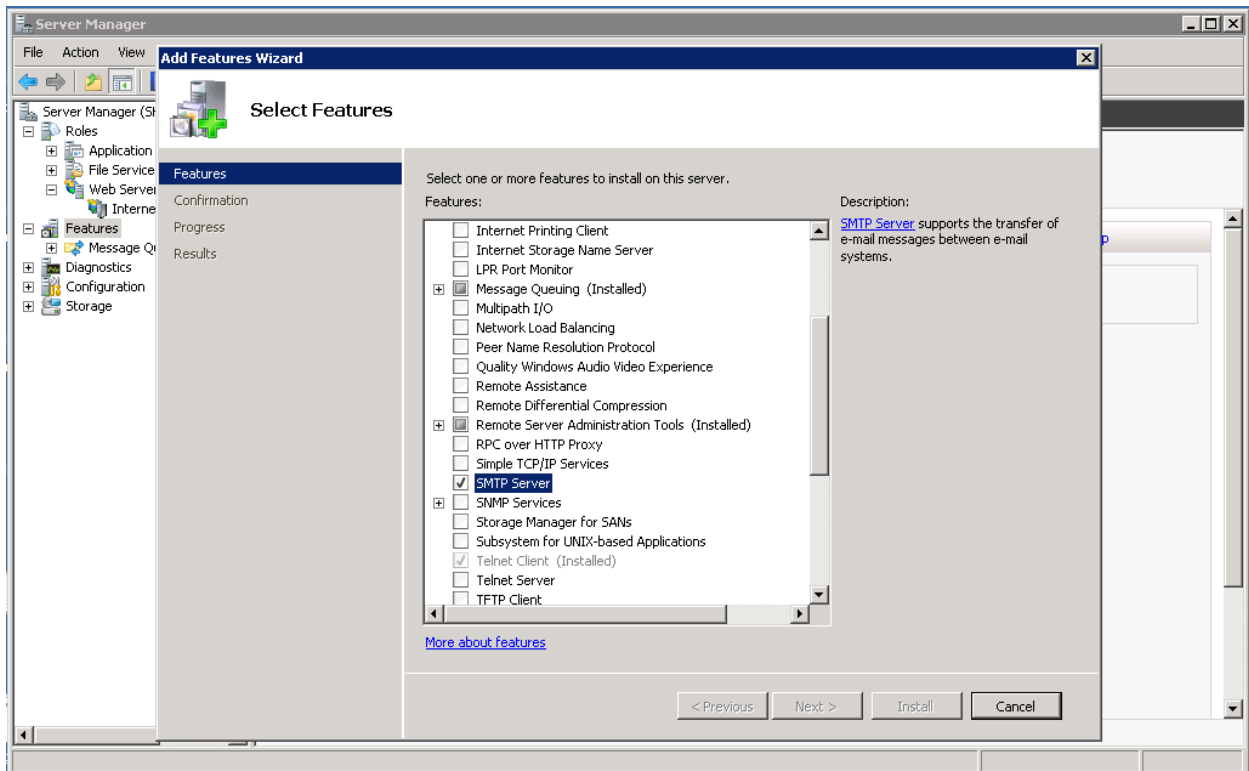 Server Manager
File Action View
Add Features Wizard
Select Features
Server Manager (SH
Roles
Application
File Service
Web Server
Interne
Features
Message Qu
Diagnostics
Configuration
Storage
Features
Confirmation
Progress
Results
Select one or more features to install on this server.
Features:
Internet Printing Client
Internet Storage Name Server
LPR Port Monitor
Message Queuing (Installed)
Multipath I/O
Network Load Balancing
Peer Name Resolution Protocol
Quality Windows Audio Video Experience
Remote Assistance
Remote Differential Compression
Remote Server Administration Tools (Installed)
RPC over HTTP Proxy
Simple TCP/IP Services
SMTP Server
SNMP Services
Storage Manager for SANs
Subsystem for UNIX-based Applications
Telnet Client (Installed)
Telnet Server
TFTP Client
More about features
Description:
SMTP Server supports the transfer of
e-mail messages between e-mail
systems.
p
< Previous Next > Install Cancel